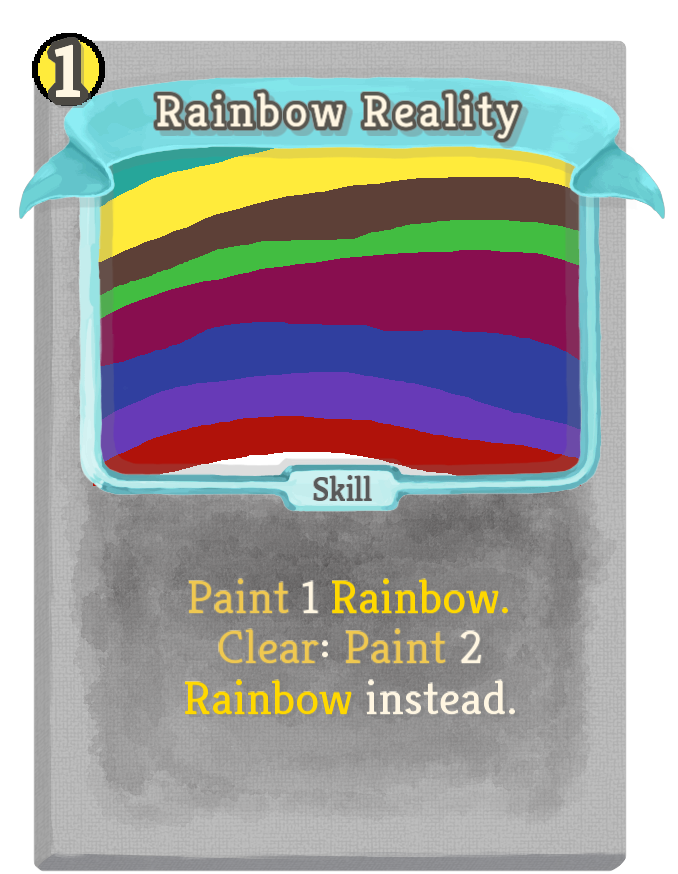 1
Rainbow Reality
Skill
Paint 1 Rainbow.
Clear: Paint 2
Rainbow instead.